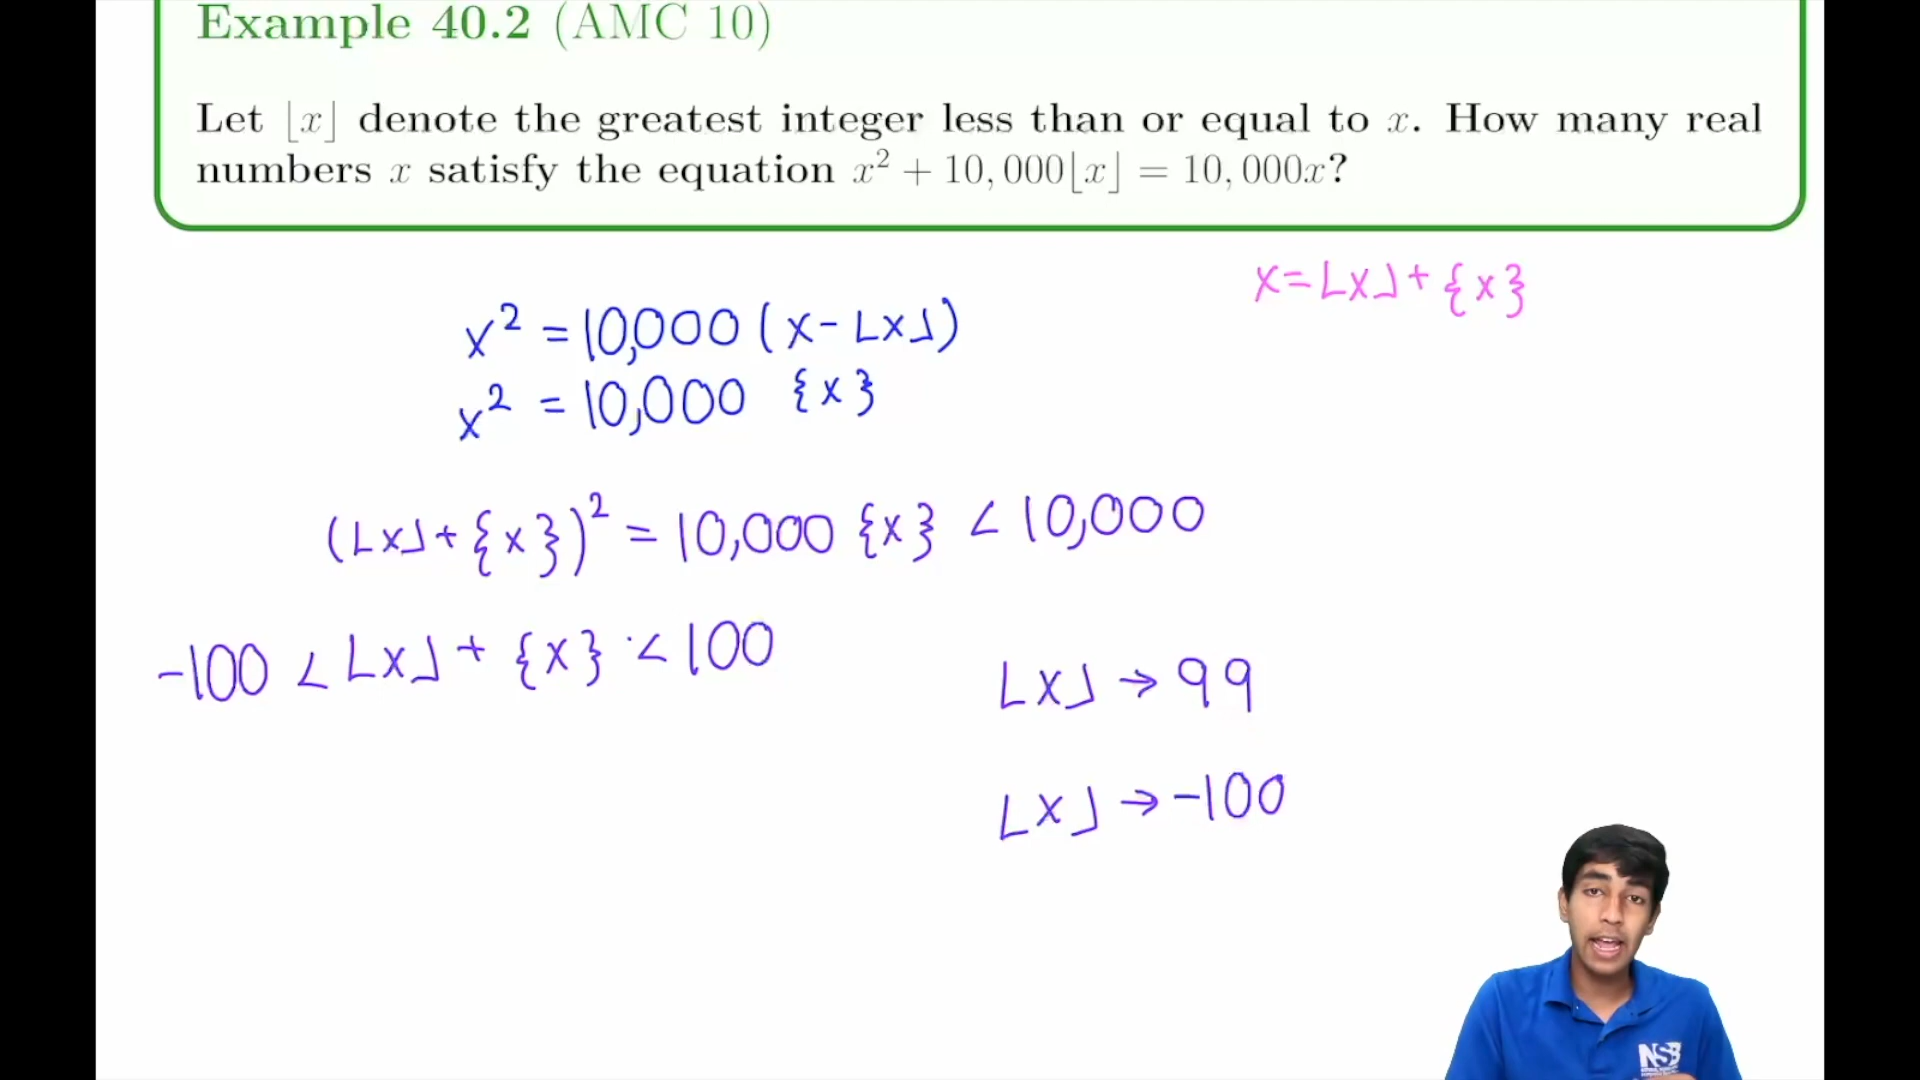 Example 40.2 (AMC 10)
Let ⌊x⌋ denote the greatest integer less than or equal to x. How many real
numbers x satisfy the equation x² + 10,000⌊x⌋ = 10,000x?
x=⌊x⌋+{x}
x² = 10,000 (x-⌊x⌋)
x² = 10,000 {x}
(⌊x⌋+{x})² = 10,000 {x} < 10,000
-100 < ⌊x⌋ + {x} < 100
⌊x⌋ → 99
⌊x⌋ → -100
NSB